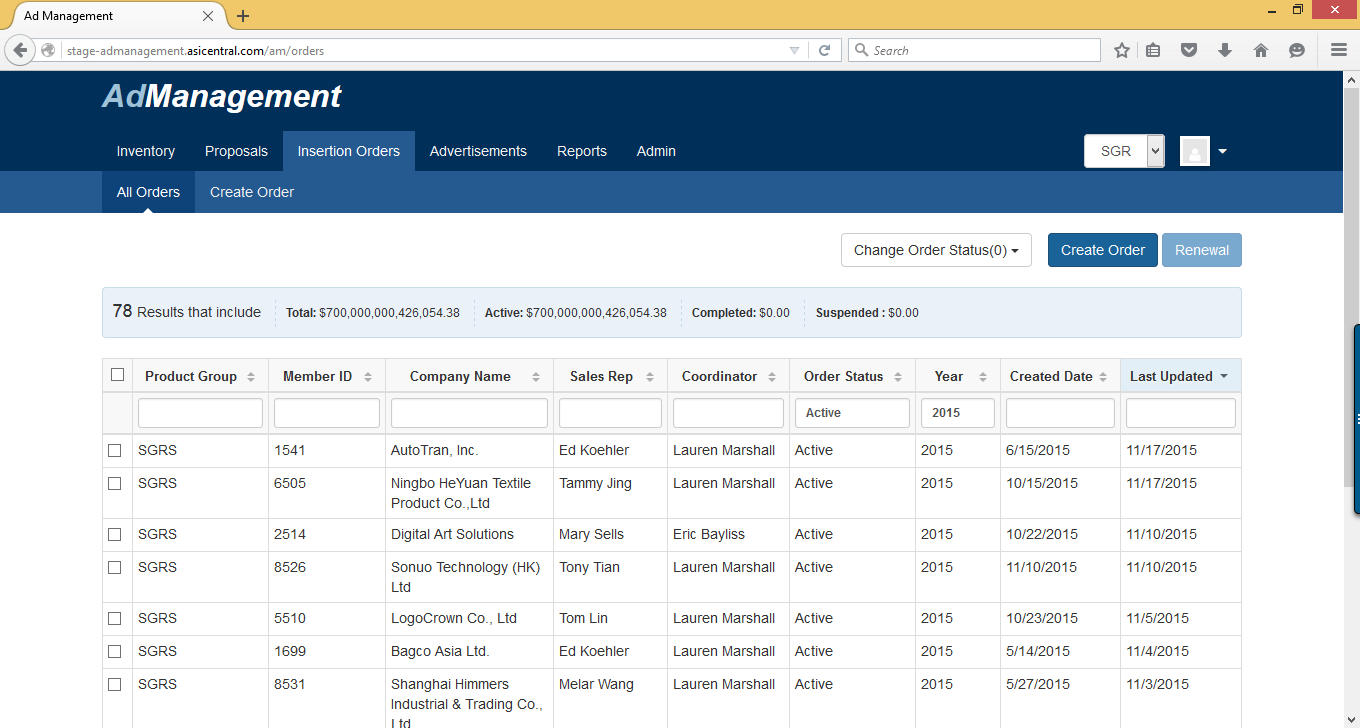 Ad Management
stage-admanagement.asicentral.com/am/orders
Search
AdManagement
Inventory Proposals Insertion Orders Advertisements Reports Admin SGR
All Orders Create Order
Change Order Status(0) Create Order Renewal
78 Results that include Total: $700,000,000,426,054.38 Active: $700,000,000,426,054.38 Completed: $0.00 Suspended : $0.00
Product Group Member ID Company Name Sales Rep Coordinator Order Status Year Created Date Last Updated
Active 2015
SGRS 1541 AutoTran, Inc. Ed Koehler Lauren Marshall Active 2015 6/15/2015 11/17/2015
SGRS 6505 Ningbo HeYuan Textile Tammy Jing Lauren Marshall Active 2015 10/15/2015 11/17/2015
Product Co.,Ltd
SGRS 2514 Digital Art Solutions Mary Sells Eric Bayliss Active 2015 10/22/2015 11/10/2015
SGRS 8526 Sonuo Technology (HK) Tony Tian Lauren Marshall Active 2015 11/10/2015 11/10/2015
Ltd
SGRS 5510 LogoCrown Co., Ltd Tom Lin Lauren Marshall Active 2015 10/23/2015 11/5/2015
SGRS 1699 Bagco Asia Ltd. Ed Koehler Lauren Marshall Active 2015 5/14/2015 11/4/2015
SGRS 8531 Shanghai Himmers Melar Wang Lauren Marshall Active 2015 5/27/2015 11/3/2015
Industrial & Trading Co.,
Ltd